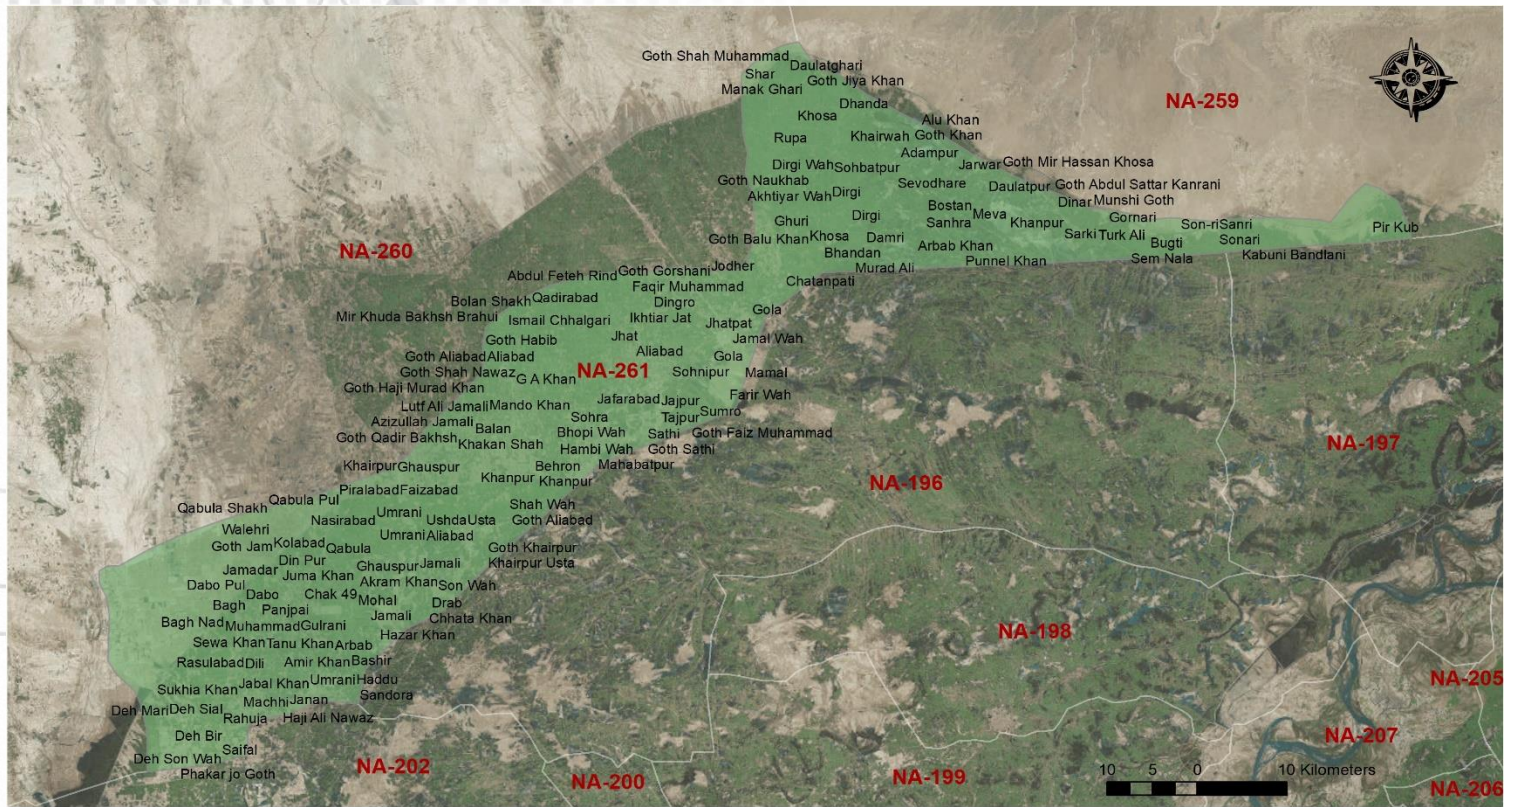 Goth Shah Muhammad
Daulatghari
Shar
Goth Jiya Khan
Manak Ghari
NA-259
Dhanda
Khosa
Alu Khan
Rupa
Khairwah
Goth Khan
Adampur
Dirgi Wah
Sohbatpur
Jarwar
Goth Mir Hassan Khosa
Goth Naukhab
Sevodhare
Daulatpur
Goth Abdul Sattar Kanrani
Akhtiyar Wah
Dirgi
Dinar
Munshi Goth
Bostan
Meva
Ghuri
Dirgi
Sanhra
Khanpur
Gornari
Son-ri
Sanri
Pir Kub
Goth Balu Khan
Khosa
Damri
Sarki
Turk Ali
Bugti
Sonari
NA-260
Bhandan
Arbab Khan
Punnel Khan
Sem Nala
Kabuni Bandlani
Abdul Feteh Rind
Goth Gorshani
Jodher
Murad Ali
Faqir Muhammad
Chatanpati
Bolan Shakh
Qadirabad
Dingro
Mir Khuda Bakhsh Brahui
Ismail Chhalgari
Ikhtiar Jat
Jhatpat
Gola
Goth Habib
Jhat
Jamal Wah
Goth Aliabad
Aliabad
Aliabad
Gola
Goth Shah Nawaz
G A Khan
NA-261
Sohnipur
Mamal
Goth Haji Murad Khan
Lutf Ali Jamali
Mando Khan
Jafarabad
Jajpur
Farir Wah
Azizullah Jamali
Balan
Sohra
Tajpur
Sumro
Goth Qadir Bakhsh
Khakan Shah
Bhopi Wah
Sathi
Goth Faiz Muhammad
NA-197
Hambi Wah
Goth Sathi
Khairpur
Ghauspur
Behron
Mahabatpur
Khanpur
Khanpur
NA-196
Piralabad
Faizabad
Qabula Shakh
Qabula Pul
Shah Wah
Nasirabad
Umrani
Ushda
Usta
Goth Aliabad
Walehri
Umrani
Aliabad
Goth Jam
Kolabad
Qabula
Goth Khairpur
Din Pur
Ghauspur
Jamali
Khairpur Usta
Jamadar
Juma Khan
Akram Khan
Son Wah
Dabo Pul
Dabo
Chak 49
Mohal
Drab
Bagh
Panjpai
Jamali
Chhata Khan
Bagh Nad
Muhammad
Gulrani
Hazar Khan
NA-198
Sewa Khan
Tanu Khan
Arbab
Rasulabad
Dili
Amir Khan
Bashir
Sukhia Khan
Jabal Khan
Umrani
Haddu
NA-205
Machhi
Janan
Sandora
Deh Mari
Deh Sial
Rahuja
Haji Ali Nawaz
Deh Bir
NA-207
Saifal
Deh Son Wah
Phakar jo Goth
NA-202
NA-200
NA-199
10 5 0 10 Kilometers
NA-206